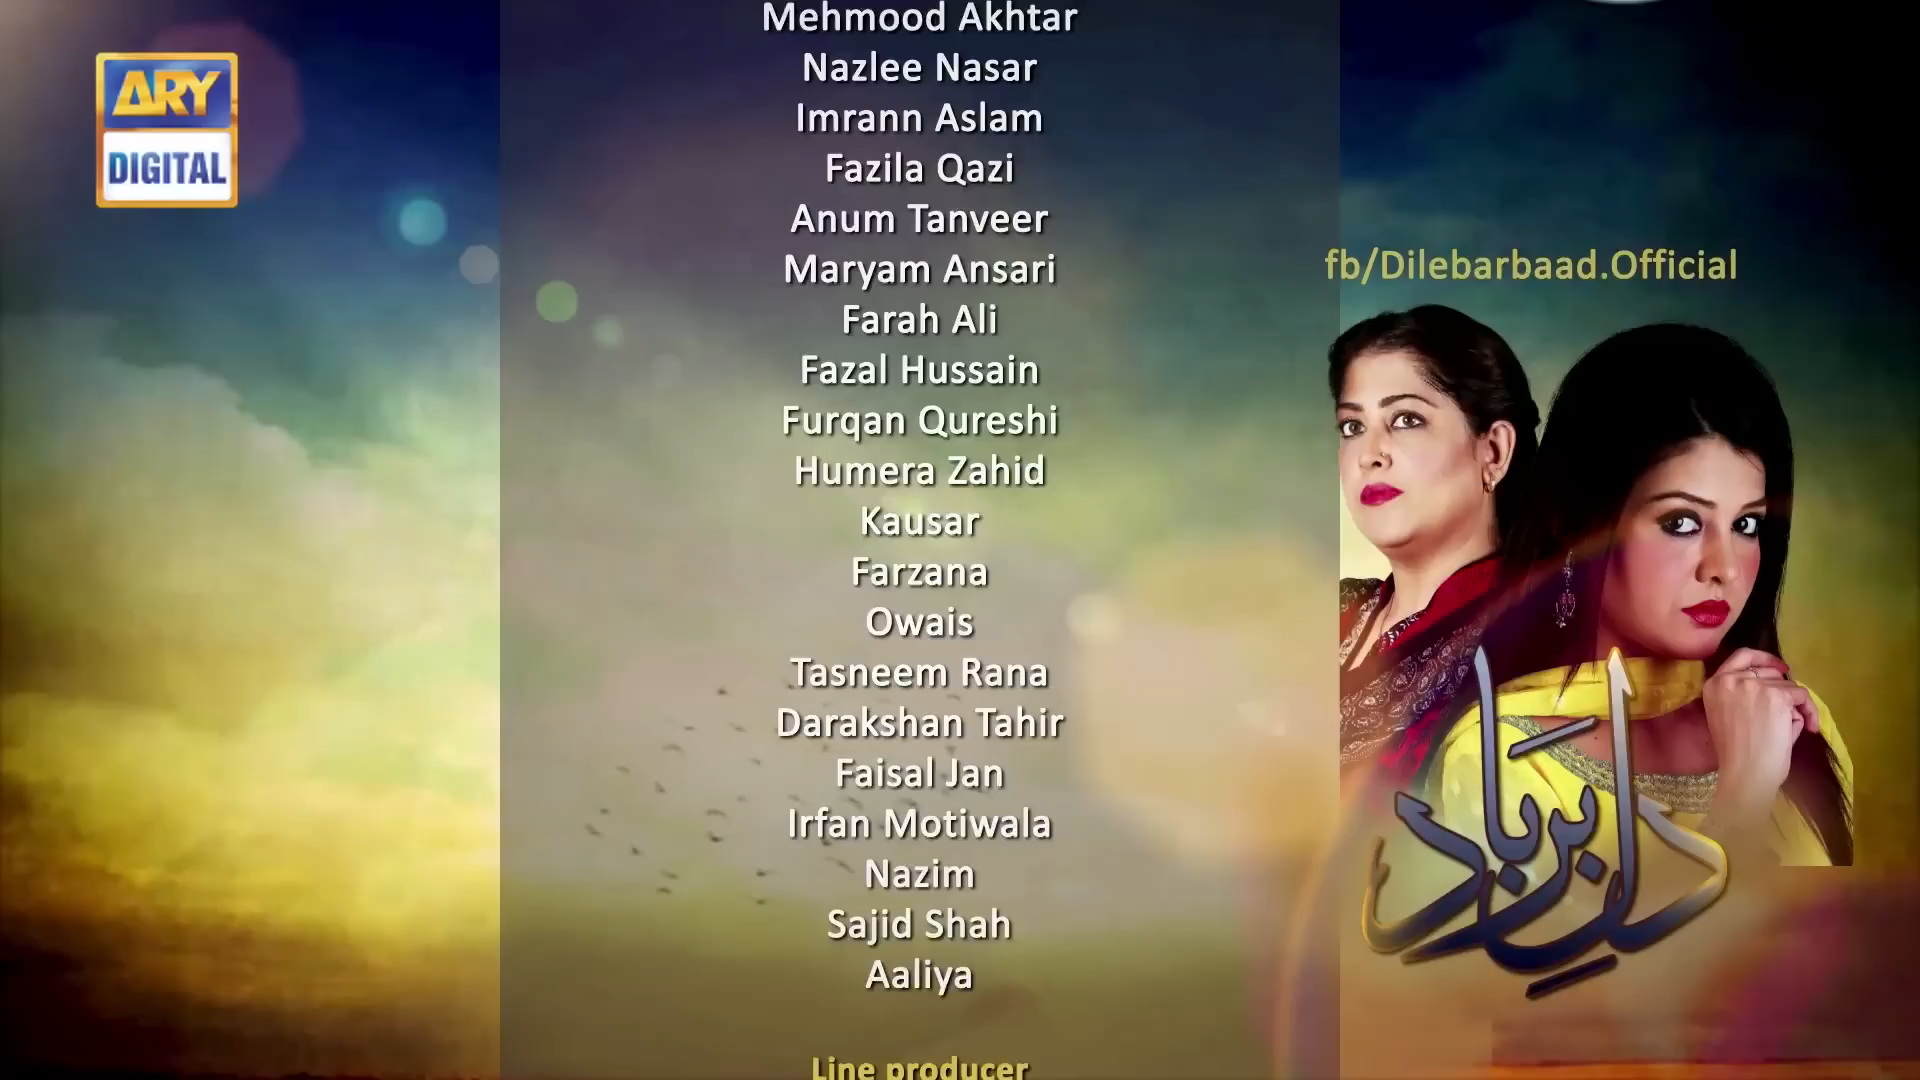 ARY
DIGITAL
Mehmood Akhtar
Nazlee Nasar
Imrann Aslam
Fazila Qazi
Anum Tanveer
Maryam Ansari
Farah Ali
Fazal Hussain
Furqan Qureshi
Humera Zahid
Kausar
Farzana
Owais
Tasneem Rana
Darakshan Tahir
Faisal Jan
Irfan Motiwala
Nazim
Sajid Shah
Aaliya
Line producer
fb/Dilebarbaad.Official
دلِ برباد